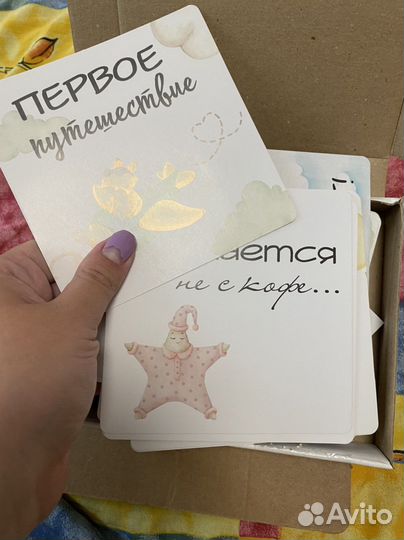 ПЕРВОЕ
путешествие
ается
не с кофе...
Avito